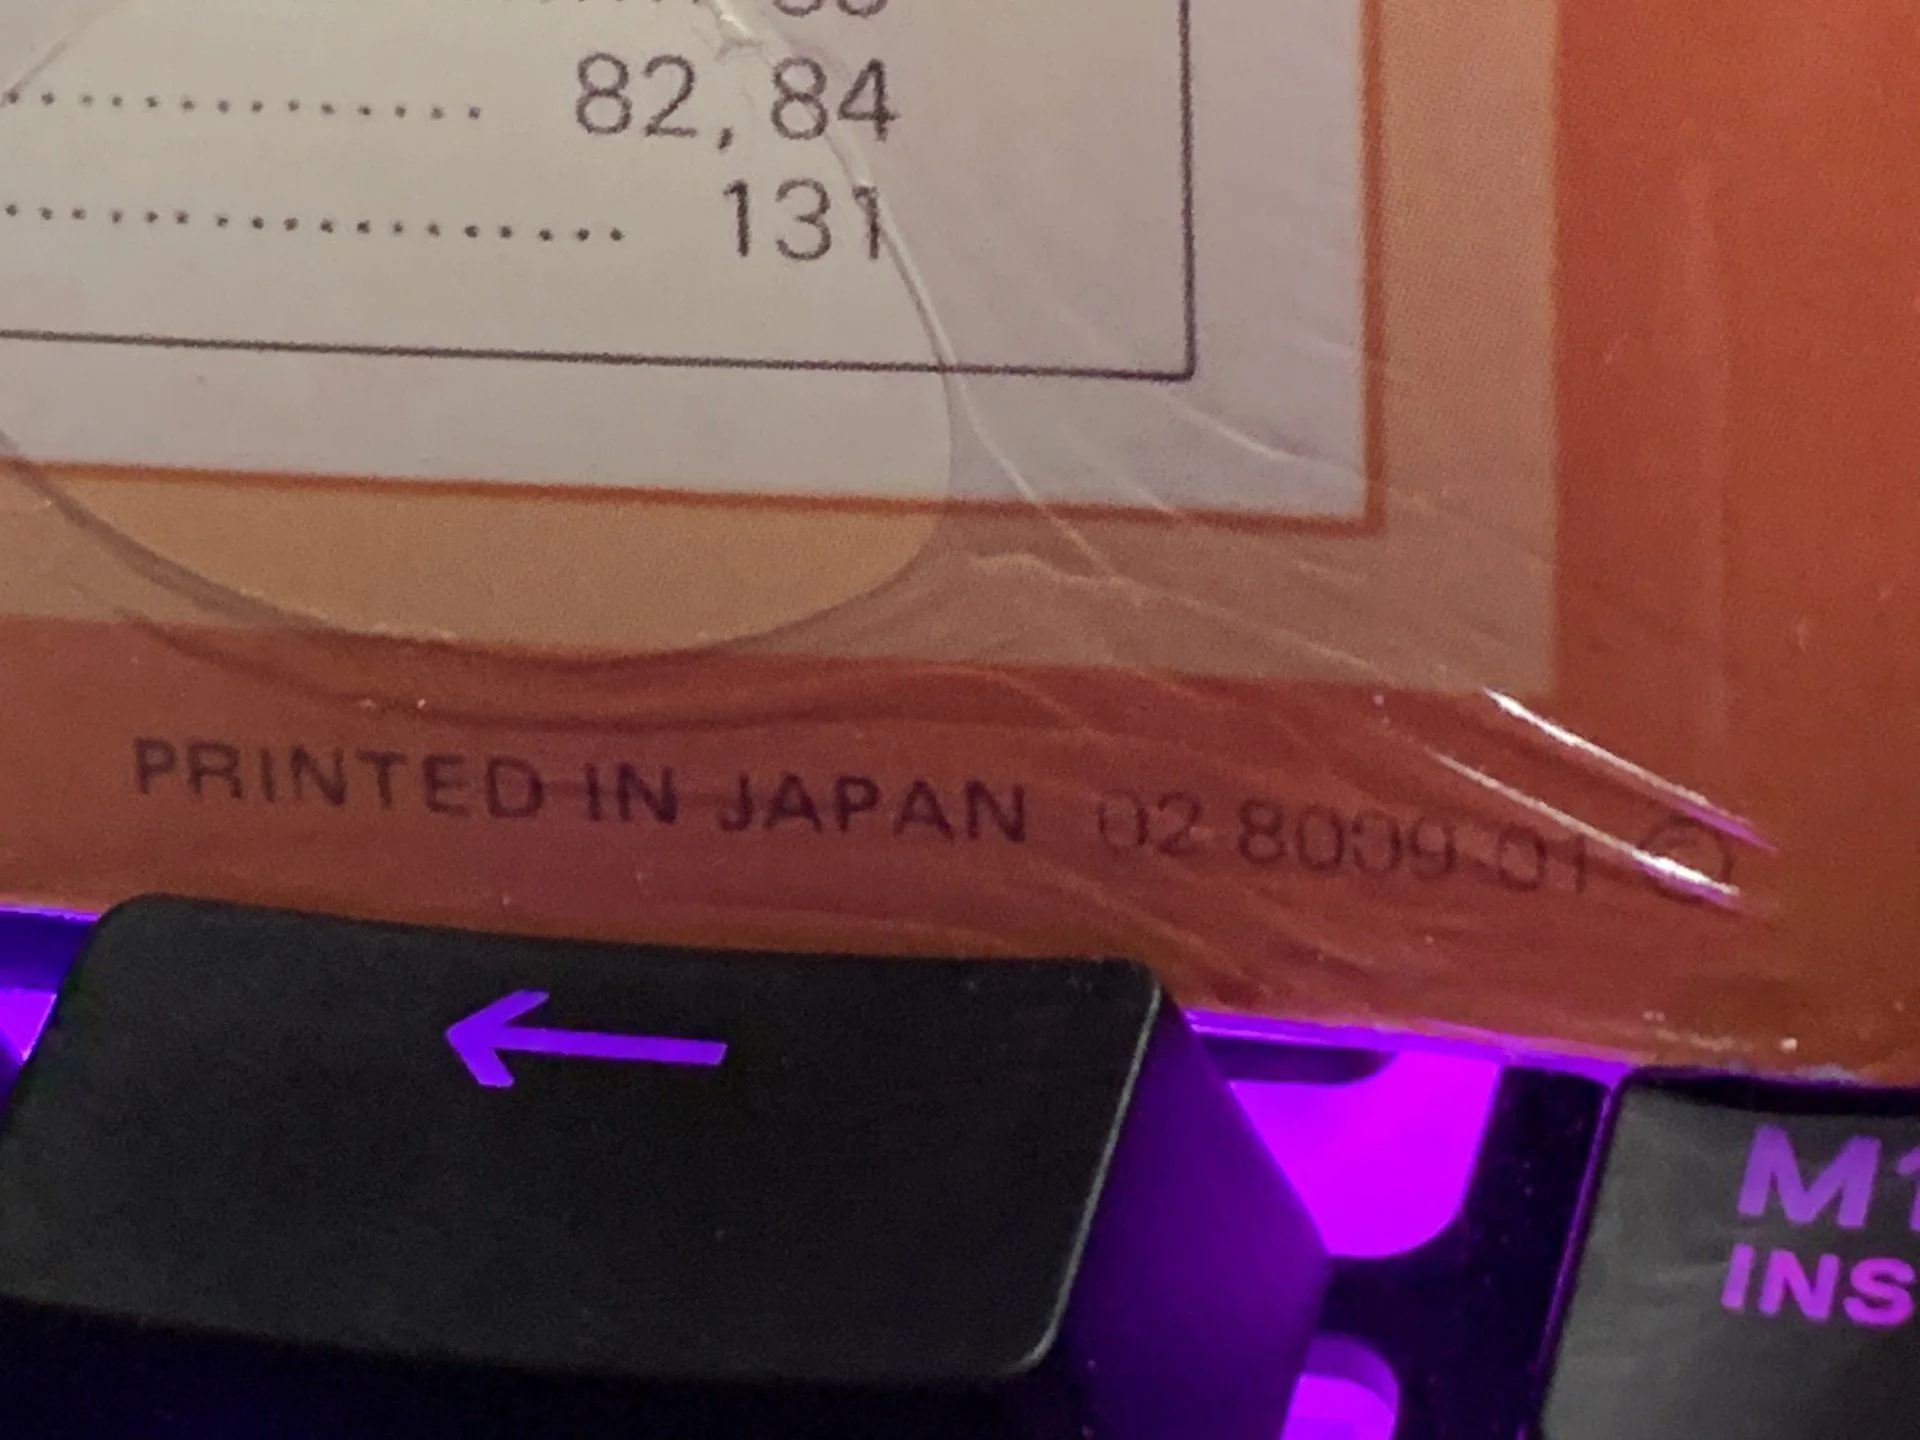 82, 84
131
PRINTED IN JAPAN 02 8009 01 ©
←
M1
INS